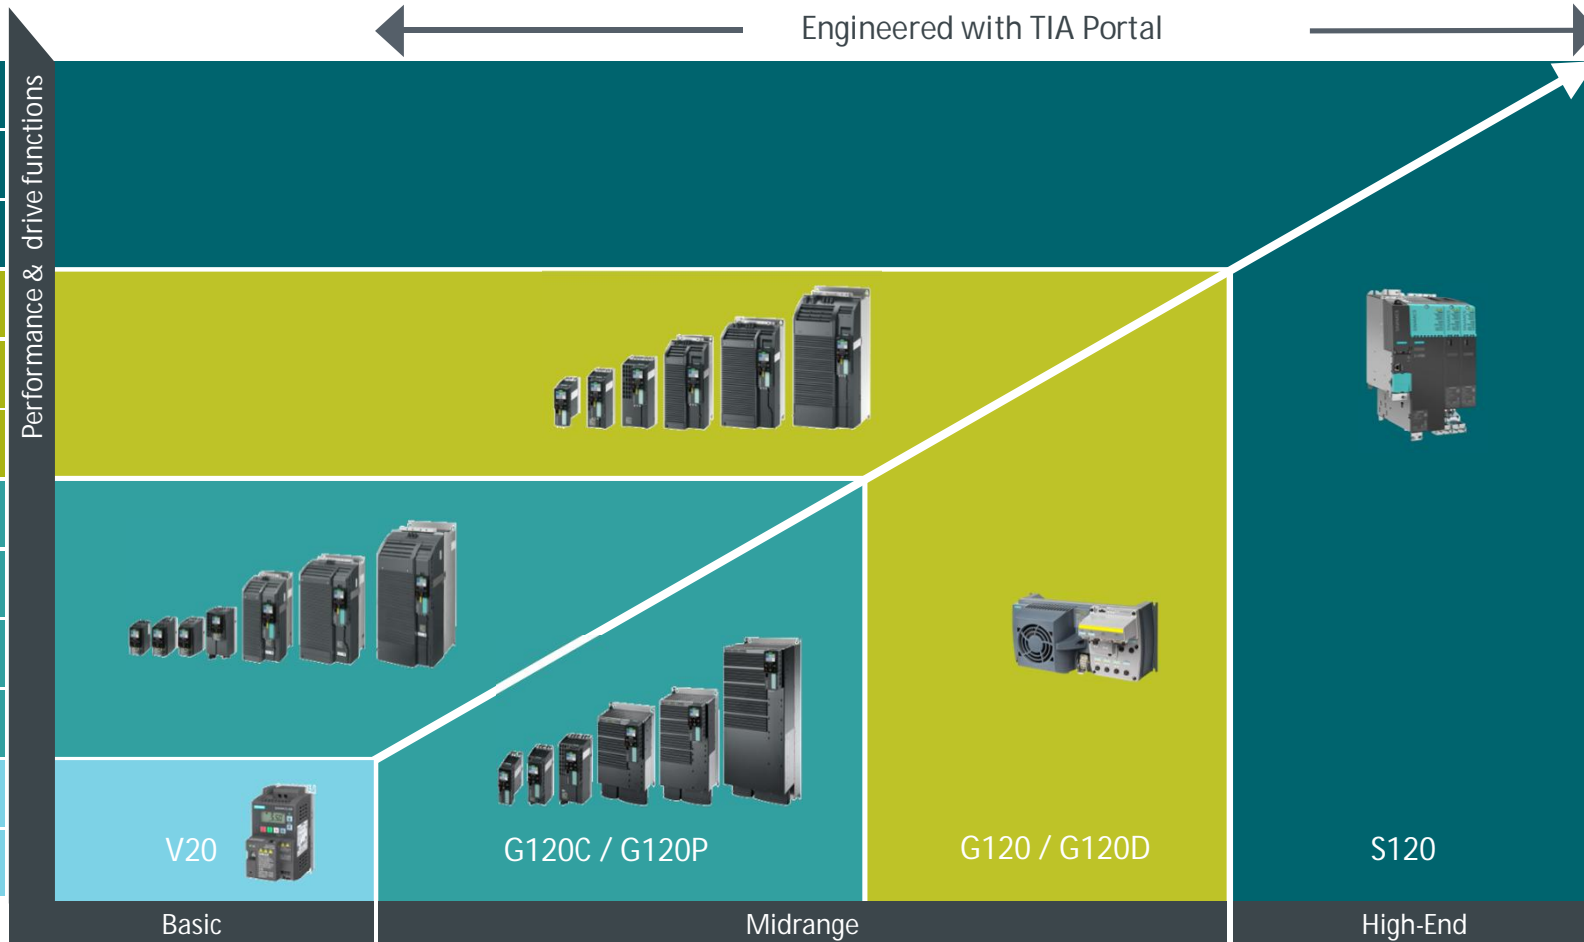 Engineered with TIA Portal
Performance & drive functions
V20
G120C / G120P
G120 / G120D
S120
Basic
Midrange
High-End